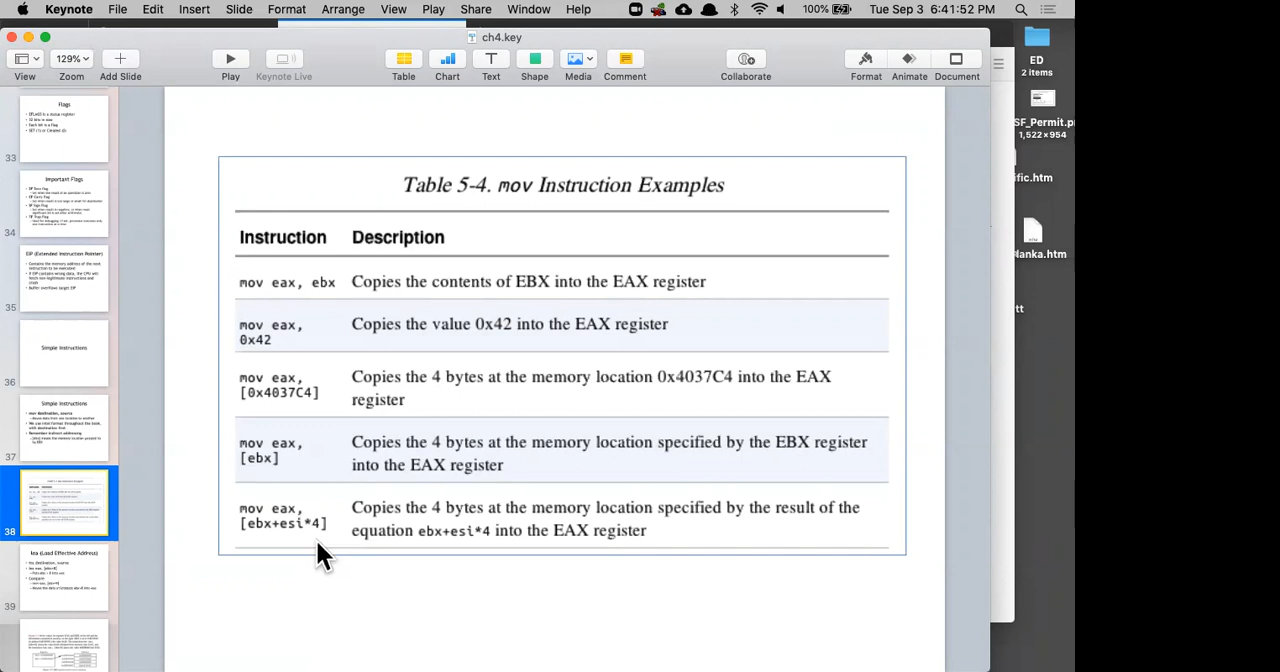 Keynote File Edit Insert Slide Format Arrange View Play Share Window Help 100% Tue Sep 3 6:41:52 PM
ch4.key
129%
View Zoom Add Slide Play Keynote Live Table Chart Text Shape Media Comment Collaborate Format Animate Document
Flags
33
Important Flags
34
EIP (Extended Instruction Pointer)
35
Simple Instructions
36
Simple Instructions
37
38
lea (Load Effective Address)
39
Table 5-4. mov Instruction Examples
Instruction Description
mov eax, ebx Copies the contents of EBX into the EAX register
mov eax, Copies the value 0x42 into the EAX register
0x42
mov eax, Copies the 4 bytes at the memory location 0x4037C4 into the EAX
[0x4037C4] register
mov eax, Copies the 4 bytes at the memory location specified by the EBX register
[ebx] into the EAX register
mov eax, Copies the 4 bytes at the memory location specified by the result of the
[ebx+esi*4] equation ebx+esi*4 into the EAX register
ED
2 items
SF_Permit.p
1,522×954
ific.htm
lanka.htm
tt